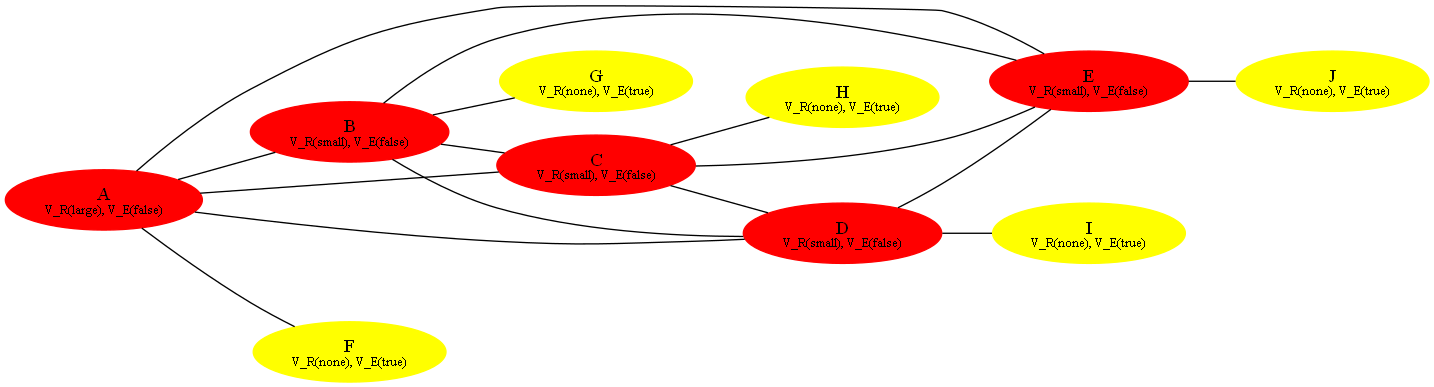 A
V_R(large), V_E(false)
B
V_R(small), V_E(false)
C
V_R(small), V_E(false)
D
V_R(small), V_E(false)
E
V_R(small), V_E(false)
F
V_R(none), V_E(true)
G
V_R(none), V_E(true)
H
V_R(none), V_E(true)
I
V_R(none), V_E(true)
J
V_R(none), V_E(true)